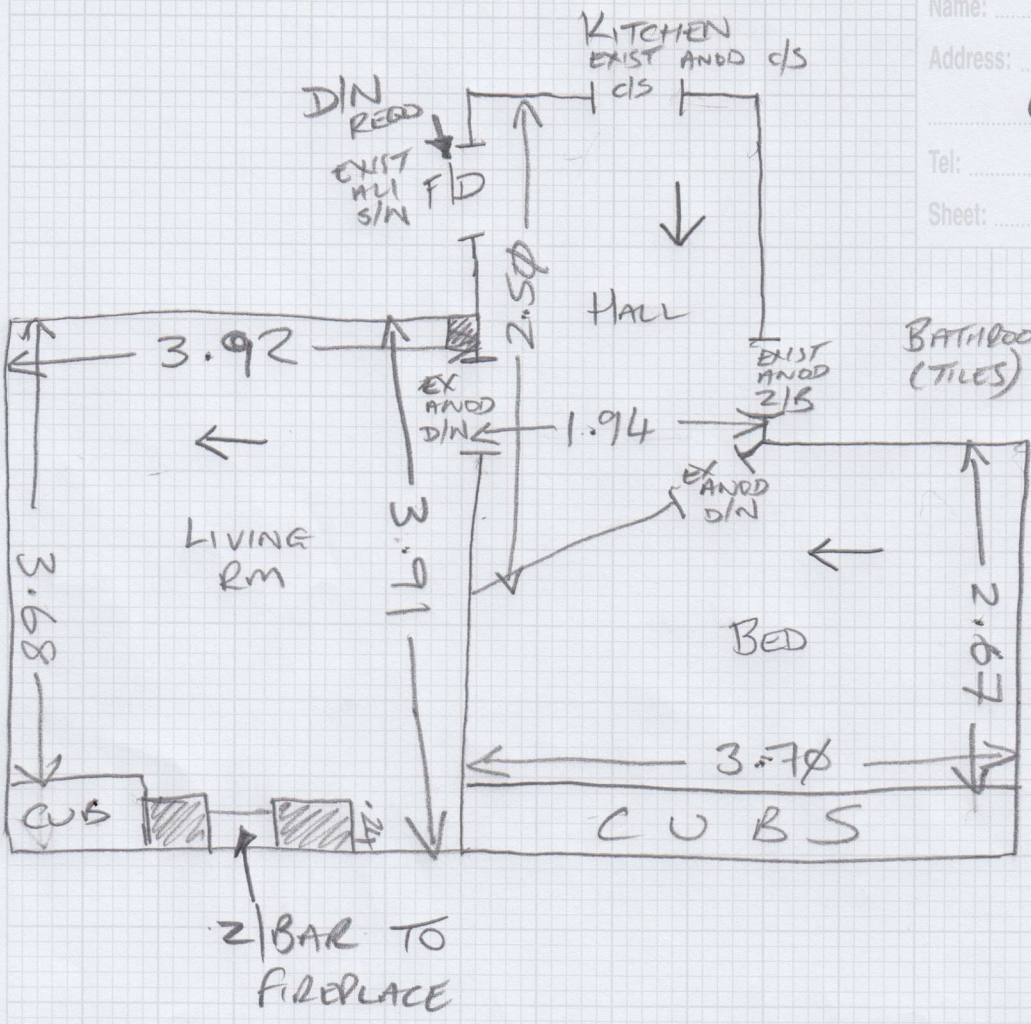 Name:
KITCHEN
EXIST ANOD C/S
C/S
Address:
D/N
REQD
EXIST
ALI
S/N
F/D
Tel:
Sheet:
2.50
HALL
3.92
EX
ANOD
D/N
EXIST
ANOD
Z/B
BATHROO
(TILES)
1.94
EX
ANOD
D/N
3.91
LIVING
RM
3.68
BED
2.67
3.70
CUB
.24
CUBS
Z/BAR TO
FIREPLACE